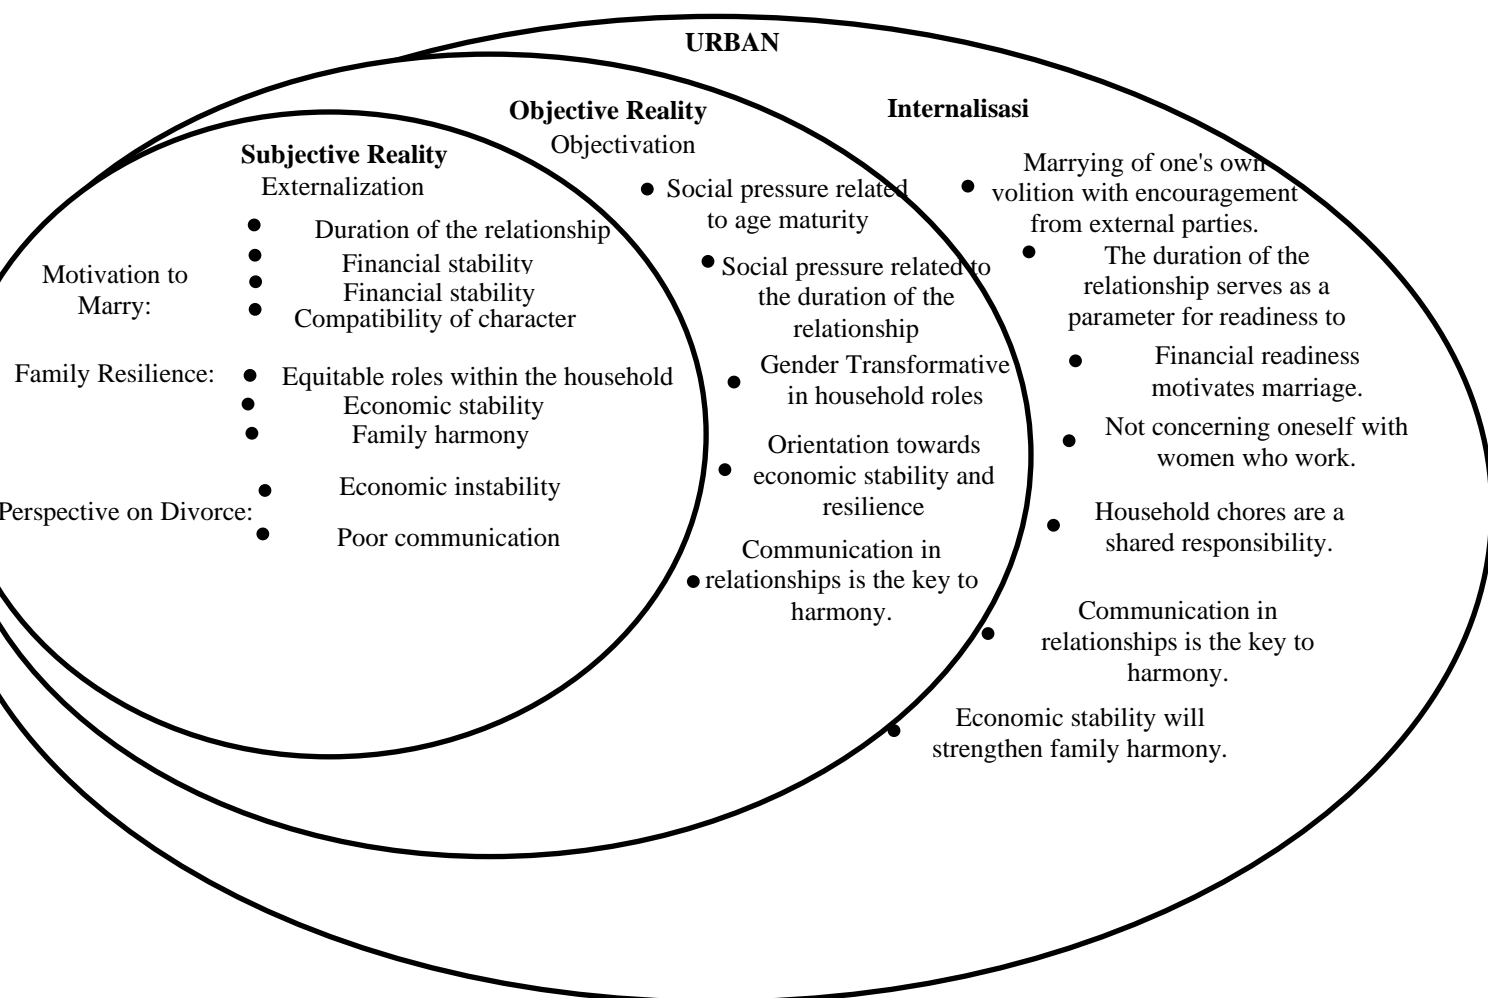 URBAN
Subjective Reality
Externalization
Motivation to
Marry:
Duration of the relationship
Financial stability
Financial stability
Compatibility of character
Family Resilience:
Equitable roles within the household
Economic stability
Family harmony
Perspective on Divorce:
Economic instability
Poor communication
Objective Reality
Objectivation
Social pressure related
to age maturity
Social pressure related to
the duration of the
relationship
Gender Transformative
in household roles
Orientation towards
economic stability and
resilience
Communication in
relationships is the key to
harmony.
Internalisasi
Marrying of one's own
volition with encouragement
from external parties.
The duration of the
relationship serves as a
parameter for readiness to
Financial readiness
motivates marriage.
Not concerning oneself with
women who work.
Household chores are a
shared responsibility.
Communication in
relationships is the key to
harmony.
Economic stability will
strengthen family harmony.